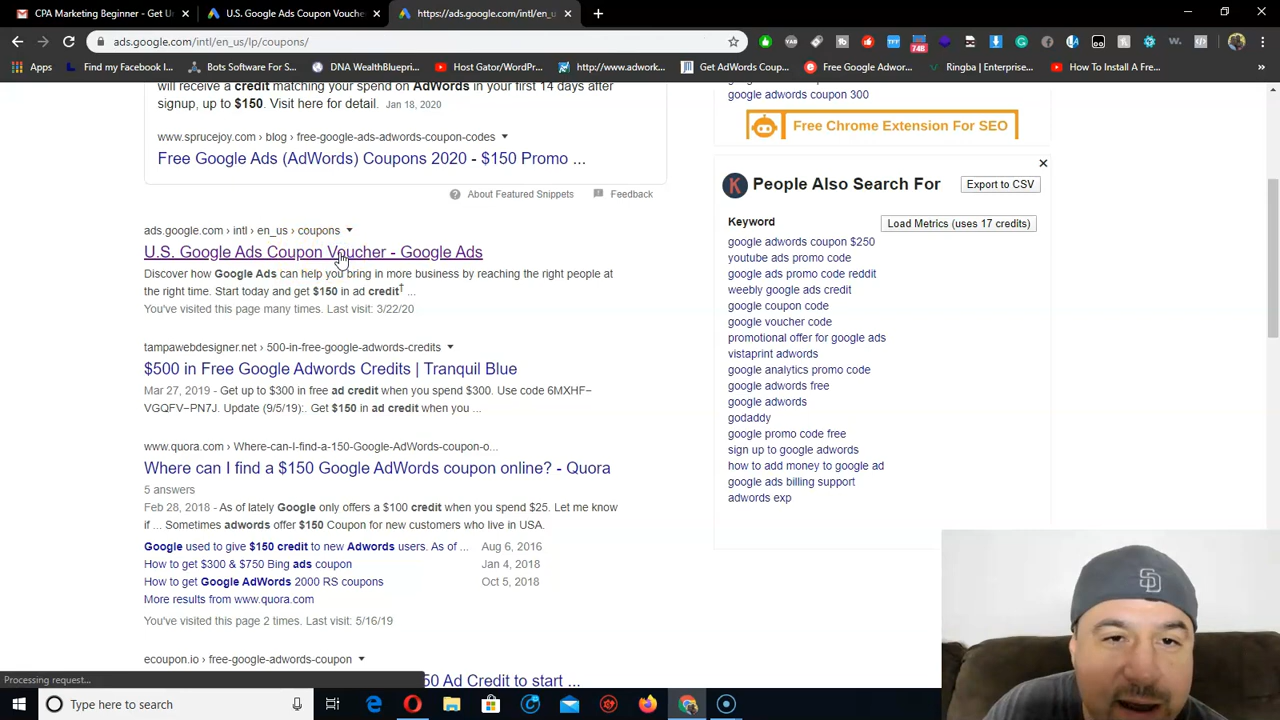 CPA Marketing Beginner - Get U
U.S. Google Ads Coupon Vouche
https://ads.google.com/intl/en_u
ads.google.com/intl/en_us/lp/coupons/
748
Apps
Find my Facebook I...
Bots Software For S...
DNA WealthBluepri...
Host Gator/WordPr...
http://www.adwork...
Get AdWords Coup...
Free Google Adwor...
Ringba | Enterprise...
How To Install A Fre...
»
will receive a credit matching your spend on AdWords in your first 14 days after
signup, up to $150. Visit here for detail. Jan 18, 2020
www.sprucejoy.com › blog › free-google-ads-adwords-coupon-codes
Free Google Ads (AdWords) Coupons 2020 - $150 Promo ...
About Featured Snippets
Feedback
ads.google.com › intl › en_us › coupons
U.S. Google Ads Coupon Voucher - Google Ads
Discover how Google Ads can help you bring in more business by reaching the right people at
the right time. Start today and get $150 in ad credit† ...
You've visited this page many times. Last visit: 3/22/20
tampawebdesigner.net › 500-in-free-google-adwords-credits
$500 in Free Google Adwords Credits | Tranquil Blue
Mar 27, 2019 - Get up to $300 in free ad credit when you spend $300. Use code 6MXHF–
VGQFV–PN7J. Update (9/5/19):. Get $150 in ad credit when you ...
www.quora.com › Where-can-I-find-a-150-Google-AdWords-coupon-o...
Where can I find a $150 Google AdWords coupon online? - Quora
5 answers
Feb 28, 2018 - As of lately Google only offers a $100 credit when you spend $25. Let me know
if ... Sometimes adwords offer $150 Coupon for new customers who live in USA.
Google used to give $150 credit to new Adwords users. As of ... Aug 6, 2016
How to get $300 & $750 Bing ads coupon Jan 4, 2018
How to get Google AdWords 2000 RS coupons Oct 5, 2018
More results from www.quora.com
You've visited this page 2 times. Last visit: 5/16/19
ecoupon.io › free-google-adwords-coupon
50 Ad Credit to start ...
Processing request...
google adwords coupon 300
Free Chrome Extension For SEO
K
People Also Search For
Export to CSV
Keyword
Load Metrics (uses 17 credits)
google adwords coupon $250
youtube ads promo code
google ads promo code reddit
weebly google ads credit
google coupon code
google voucher code
promotional offer for google ads
vistaprint adwords
google analytics promo code
google adwords free
google adwords
godaddy
google promo code free
sign up to google adwords
how to add money to google ad
google ads billing support
adwords exp
SD
Type here to search